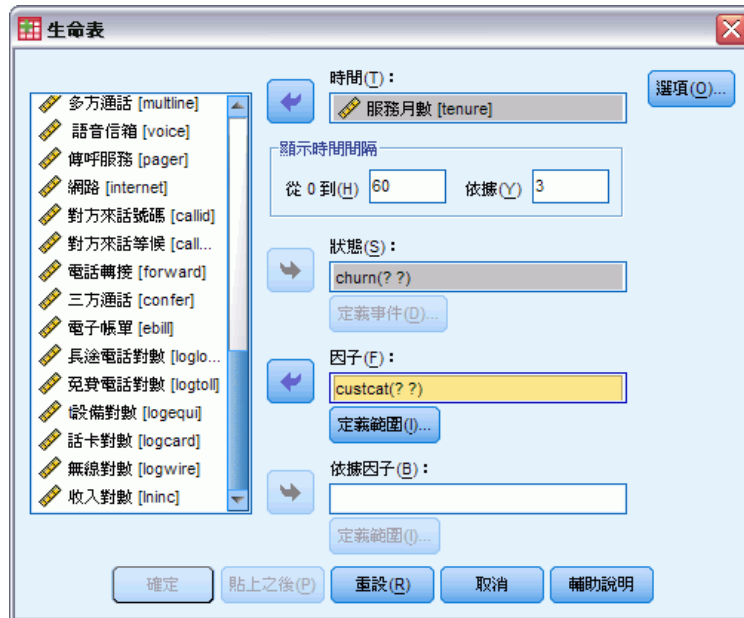 生命表
多方通話 [multline]
語音信箱 [voice]
傳呼服務 [pager]
網路 [internet]
對方來話號碼 [callid]
對方來話等候 [call...
電話轉接 [forward]
三方通話 [confer]
電子帳單 [ebill]
長途電話對數 [loglo...
免費電話對數 [logtoll]
設備對數 [logequi]
話卡對數 [logcard]
無線對數 [logwire]
收入對數 [lninc]
時間(T)：
服務月數 [tenure]
選項(O)...
顯示時間間隔
從 0 到(H) 60 依據(Y) 3
狀態(S)：
churn(? ?)
定義事件(D)...
因子(F)：
custcat(? ?)
定義範圍(I)...
依據因子(B)：
定義範圍(I)...
確定 貼上之後(P) 重設(R) 取消 輔助說明